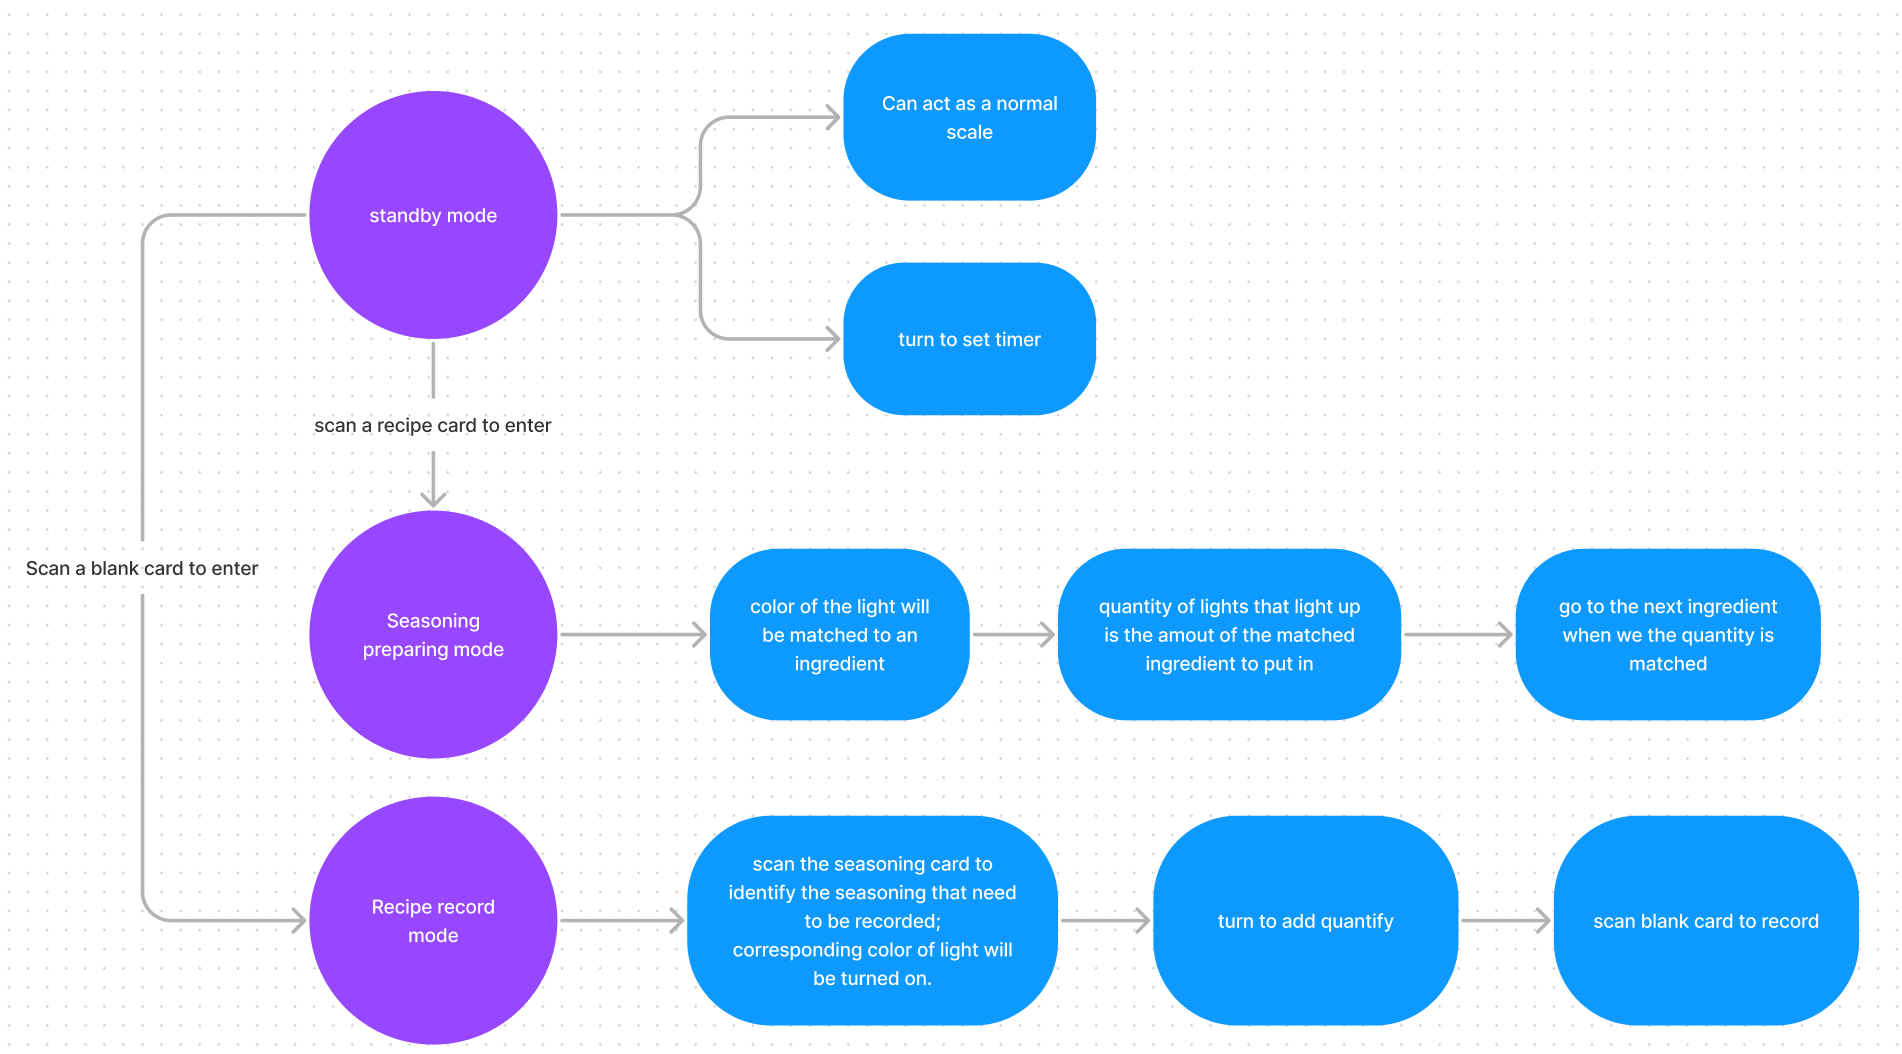 Can act as a normal
scale
standby mode
turn to set timer
scan a recipe card to enter
Scan a blank card to enter
Seasoning
preparing mode
color of the light will
be matched to an
ingredient
quantity of lights that light up
is the amout of the matched
ingredient to put in
go to the next ingredient
when we the quantity is
matched
Recipe record
mode
scan the seasoning card to
identify the seasoning that need
to be recorded;
corresponding color of light will
be turned on.
turn to add quantify
scan blank card to record